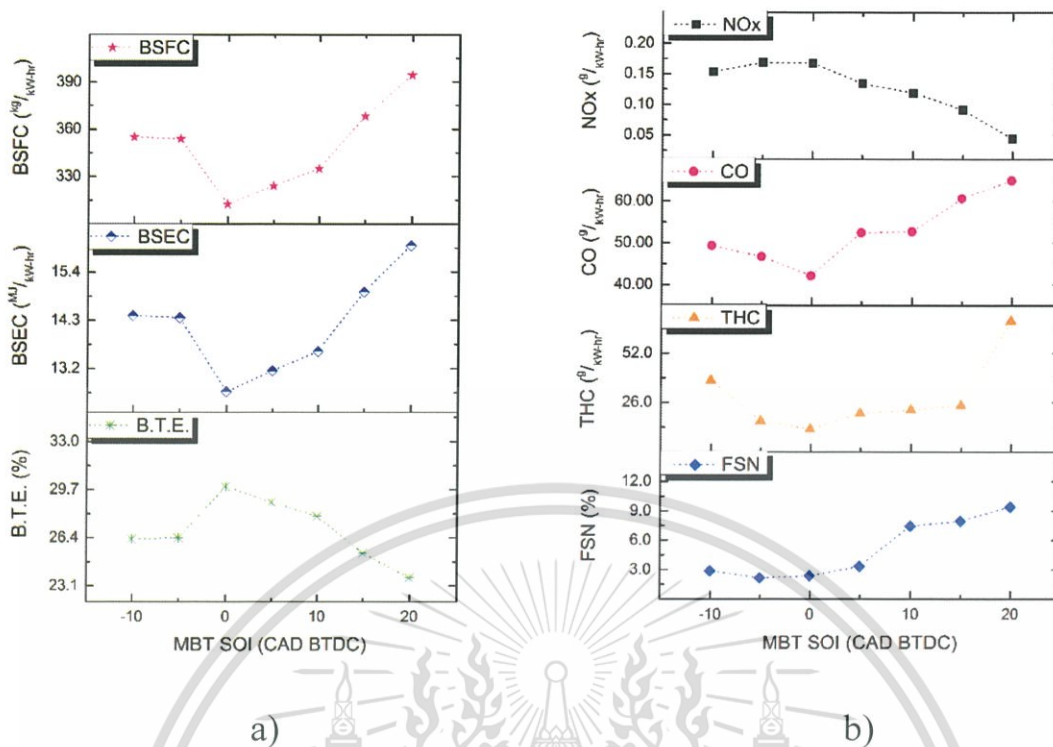 BSFC
390
360
330
BSFC (kg/kW-hr)
BSEC
15.4
14.3
13.2
BSEC (MJ/kW-hr)
B.T.E.
33.0
29.7
26.4
23.1
B.T.E. (%)
-10 0 10 20
MBT SOI (CAD BTDC)
a)
b)
NOx
0.20
0.15
0.10
0.05
NOx (g/kW-hr)
CO
60.00
50.00
40.00
CO (g/kW-hr)
THC
52.0
26.0
THC (g/kW-hr)
FSN
12.0
9.0
6.0
3.0
FSN (%)
-10 0 10 20
MBT SOI (CAD BTDC)
b)